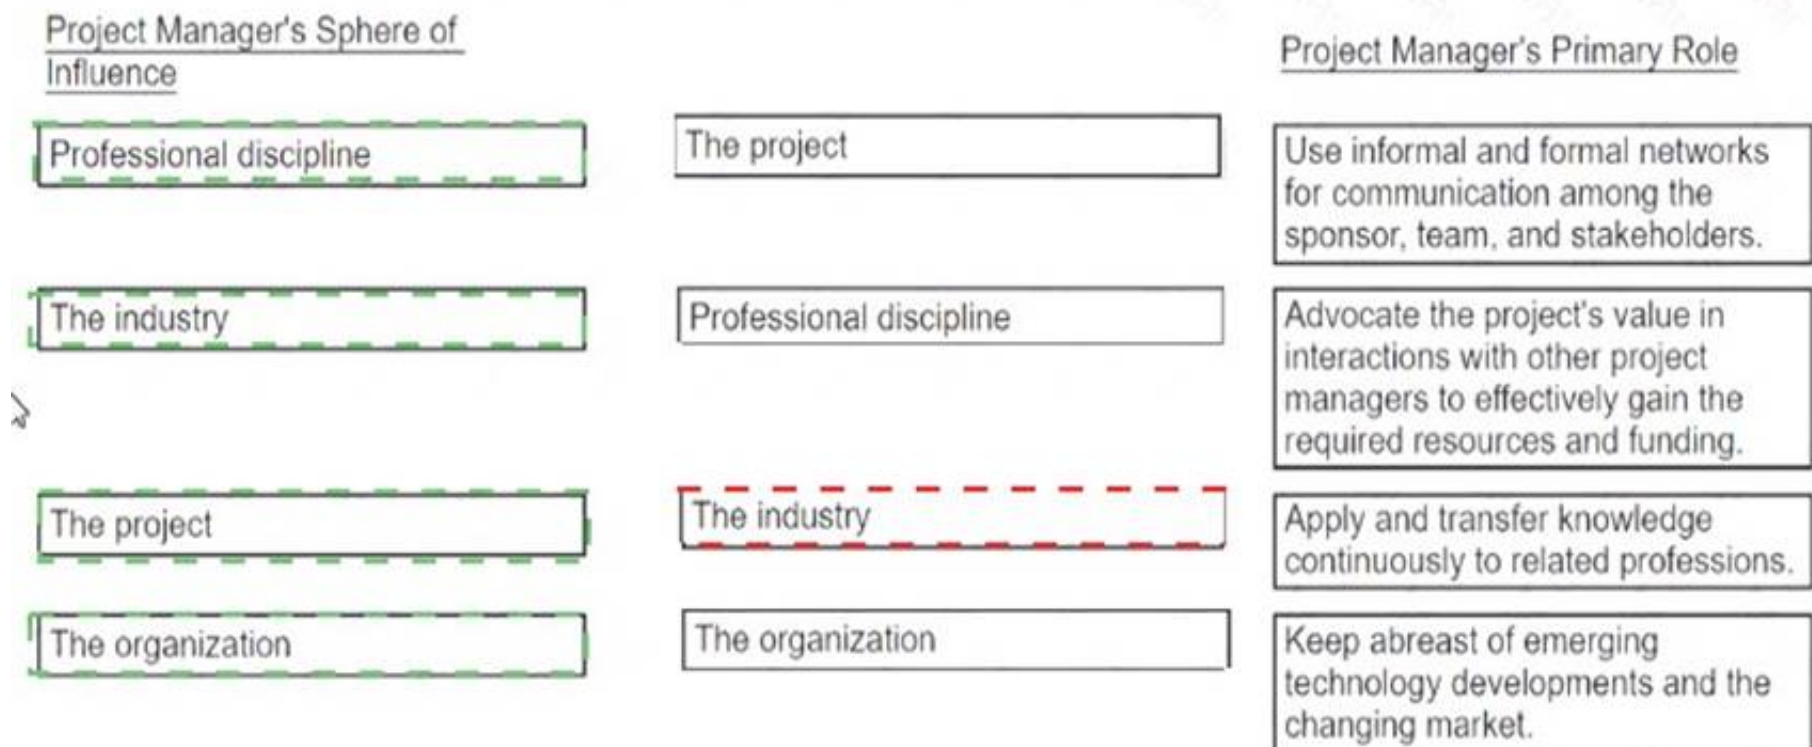 Project Manager's Sphere of
Influence
Project Manager's Primary Role
Professional discipline
The project
Use informal and formal networks
for communication among the
sponsor, team, and stakeholders.
The industry
Professional discipline
Advocate the project's value in
interactions with other project
managers to effectively gain the
required resources and funding.
The project
The industry
Apply and transfer knowledge
continuously to related professions.
The organization
The organization
Keep abreast of emerging
technology developments and the
changing market.